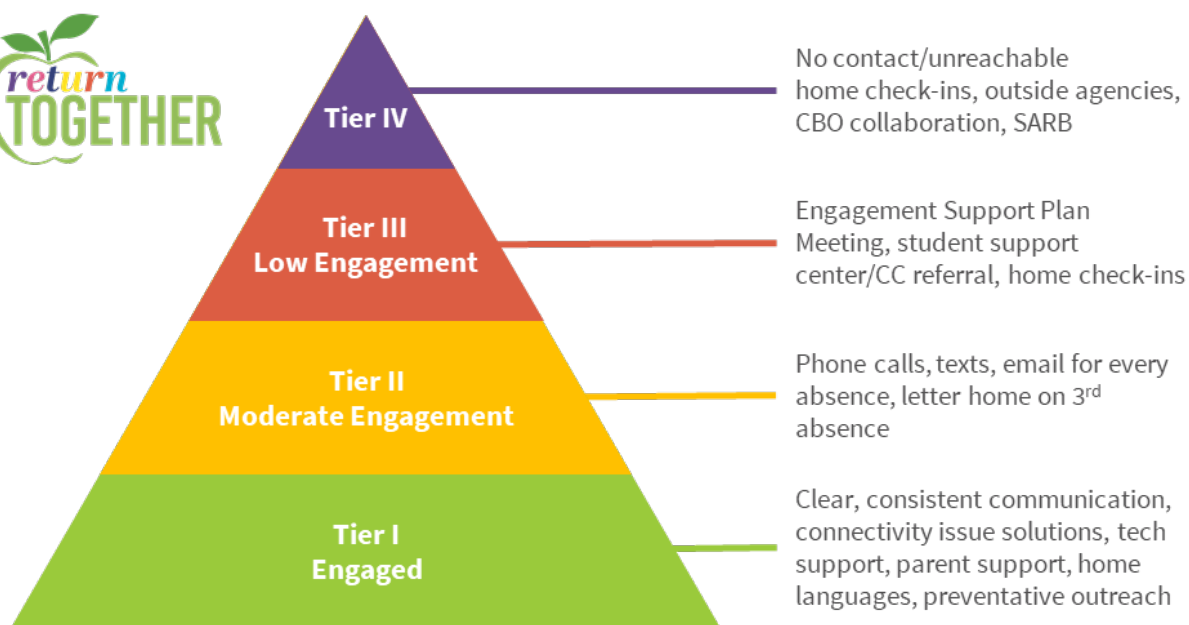 return
TOGETHER
Tier IV
No contact/unreachable
home check-ins, outside agencies,
CBO collaboration, SARB
Tier III
Low Engagement
Engagement Support Plan
Meeting, student support
center/CC referral, home check-ins
Tier II
Moderate Engagement
Phone calls, texts, email for every
absence, letter home on 3rd
absence
Tier I
Engaged
Clear, consistent communication,
connectivity issue solutions, tech
support, parent support, home
languages, preventative outreach